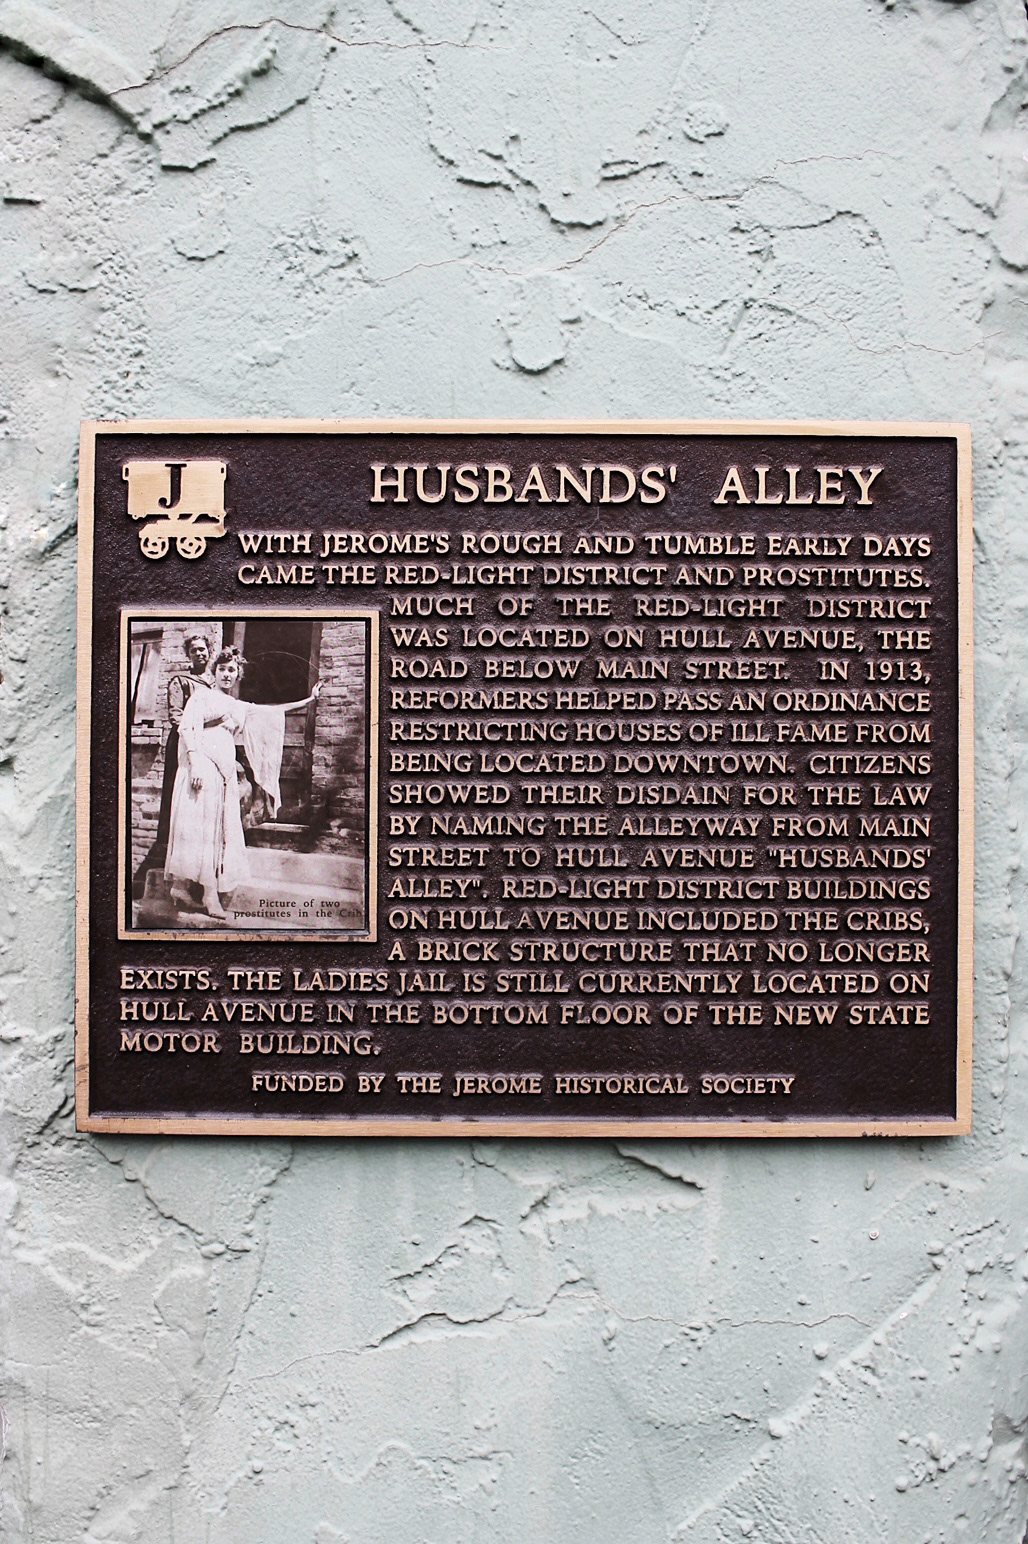 J
HUSBANDS' ALLEY
WITH JEROME'S ROUGH AND TUMBLE EARLY DAYS
CAME THE RED-LIGHT DISTRICT AND PROSTITUTES.
MUCH OF THE RED-LIGHT DISTRICT
WAS LOCATED ON HULL AVENUE, THE
ROAD BELOW MAIN STREET. IN 1913,
REFORMERS HELPED PASS AN ORDINANCE
RESTRICTING HOUSES OF ILL FAME FROM
BEING LOCATED DOWNTOWN. CITIZENS
SHOWED THEIR DISDAIN FOR THE LAW
BY NAMING THE ALLEYWAY FROM MAIN
STREET TO HULL AVENUE "HUSBANDS'
ALLEY". RED-LIGHT DISTRICT BUILDINGS
ON HULL AVENUE INCLUDED THE CRIBS,
A BRICK STRUCTURE THAT NO LONGER
EXISTS. THE LADIES JAIL IS STILL CURRENTLY LOCATED ON
HULL AVENUE IN THE BOTTOM FLOOR OF THE NEW STATE
MOTOR BUILDING.
Picture of two
prostitutes in the Crib
FUNDED BY THE JEROME HISTORICAL SOCIETY